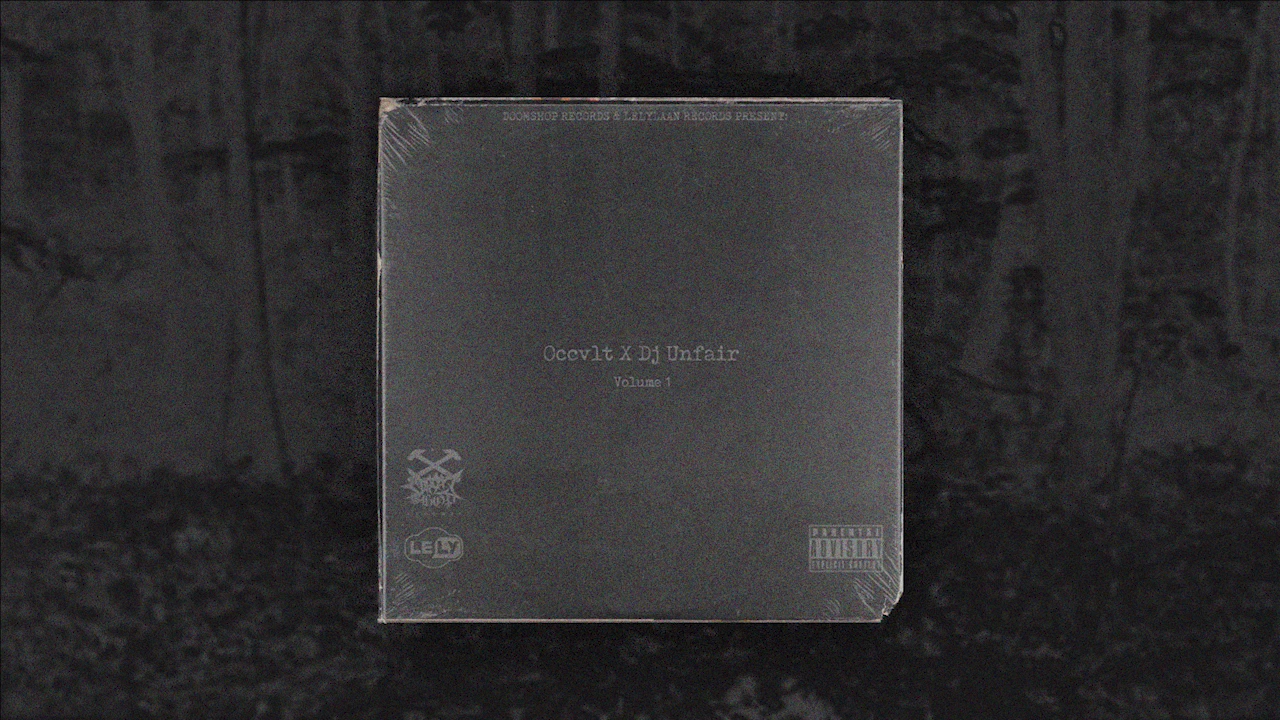 DOOMSHOP RECORDS & LELYLAAN RECORDS PRESENT:
Occvlt X Dj Unfair
Volume 1
LELY
PARENTAL
ADVISORY
EXPLICIT CONTENT